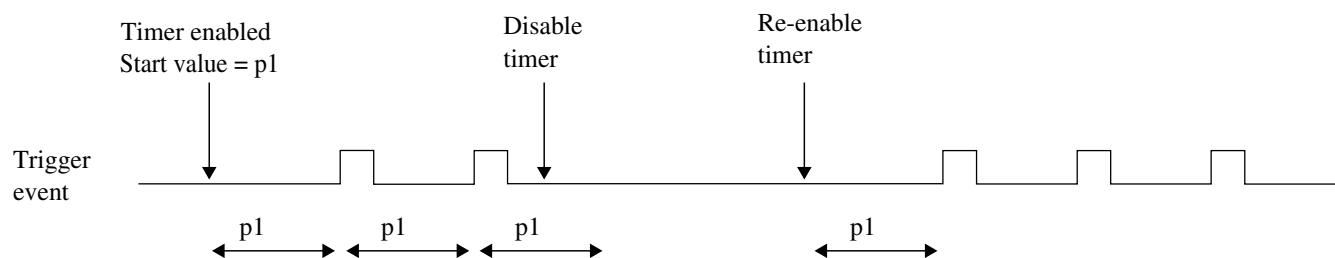 Timer enabled
Start value = p1
Disable
timer
Re-enable
timer
Trigger
event
p1
p1
p1
p1